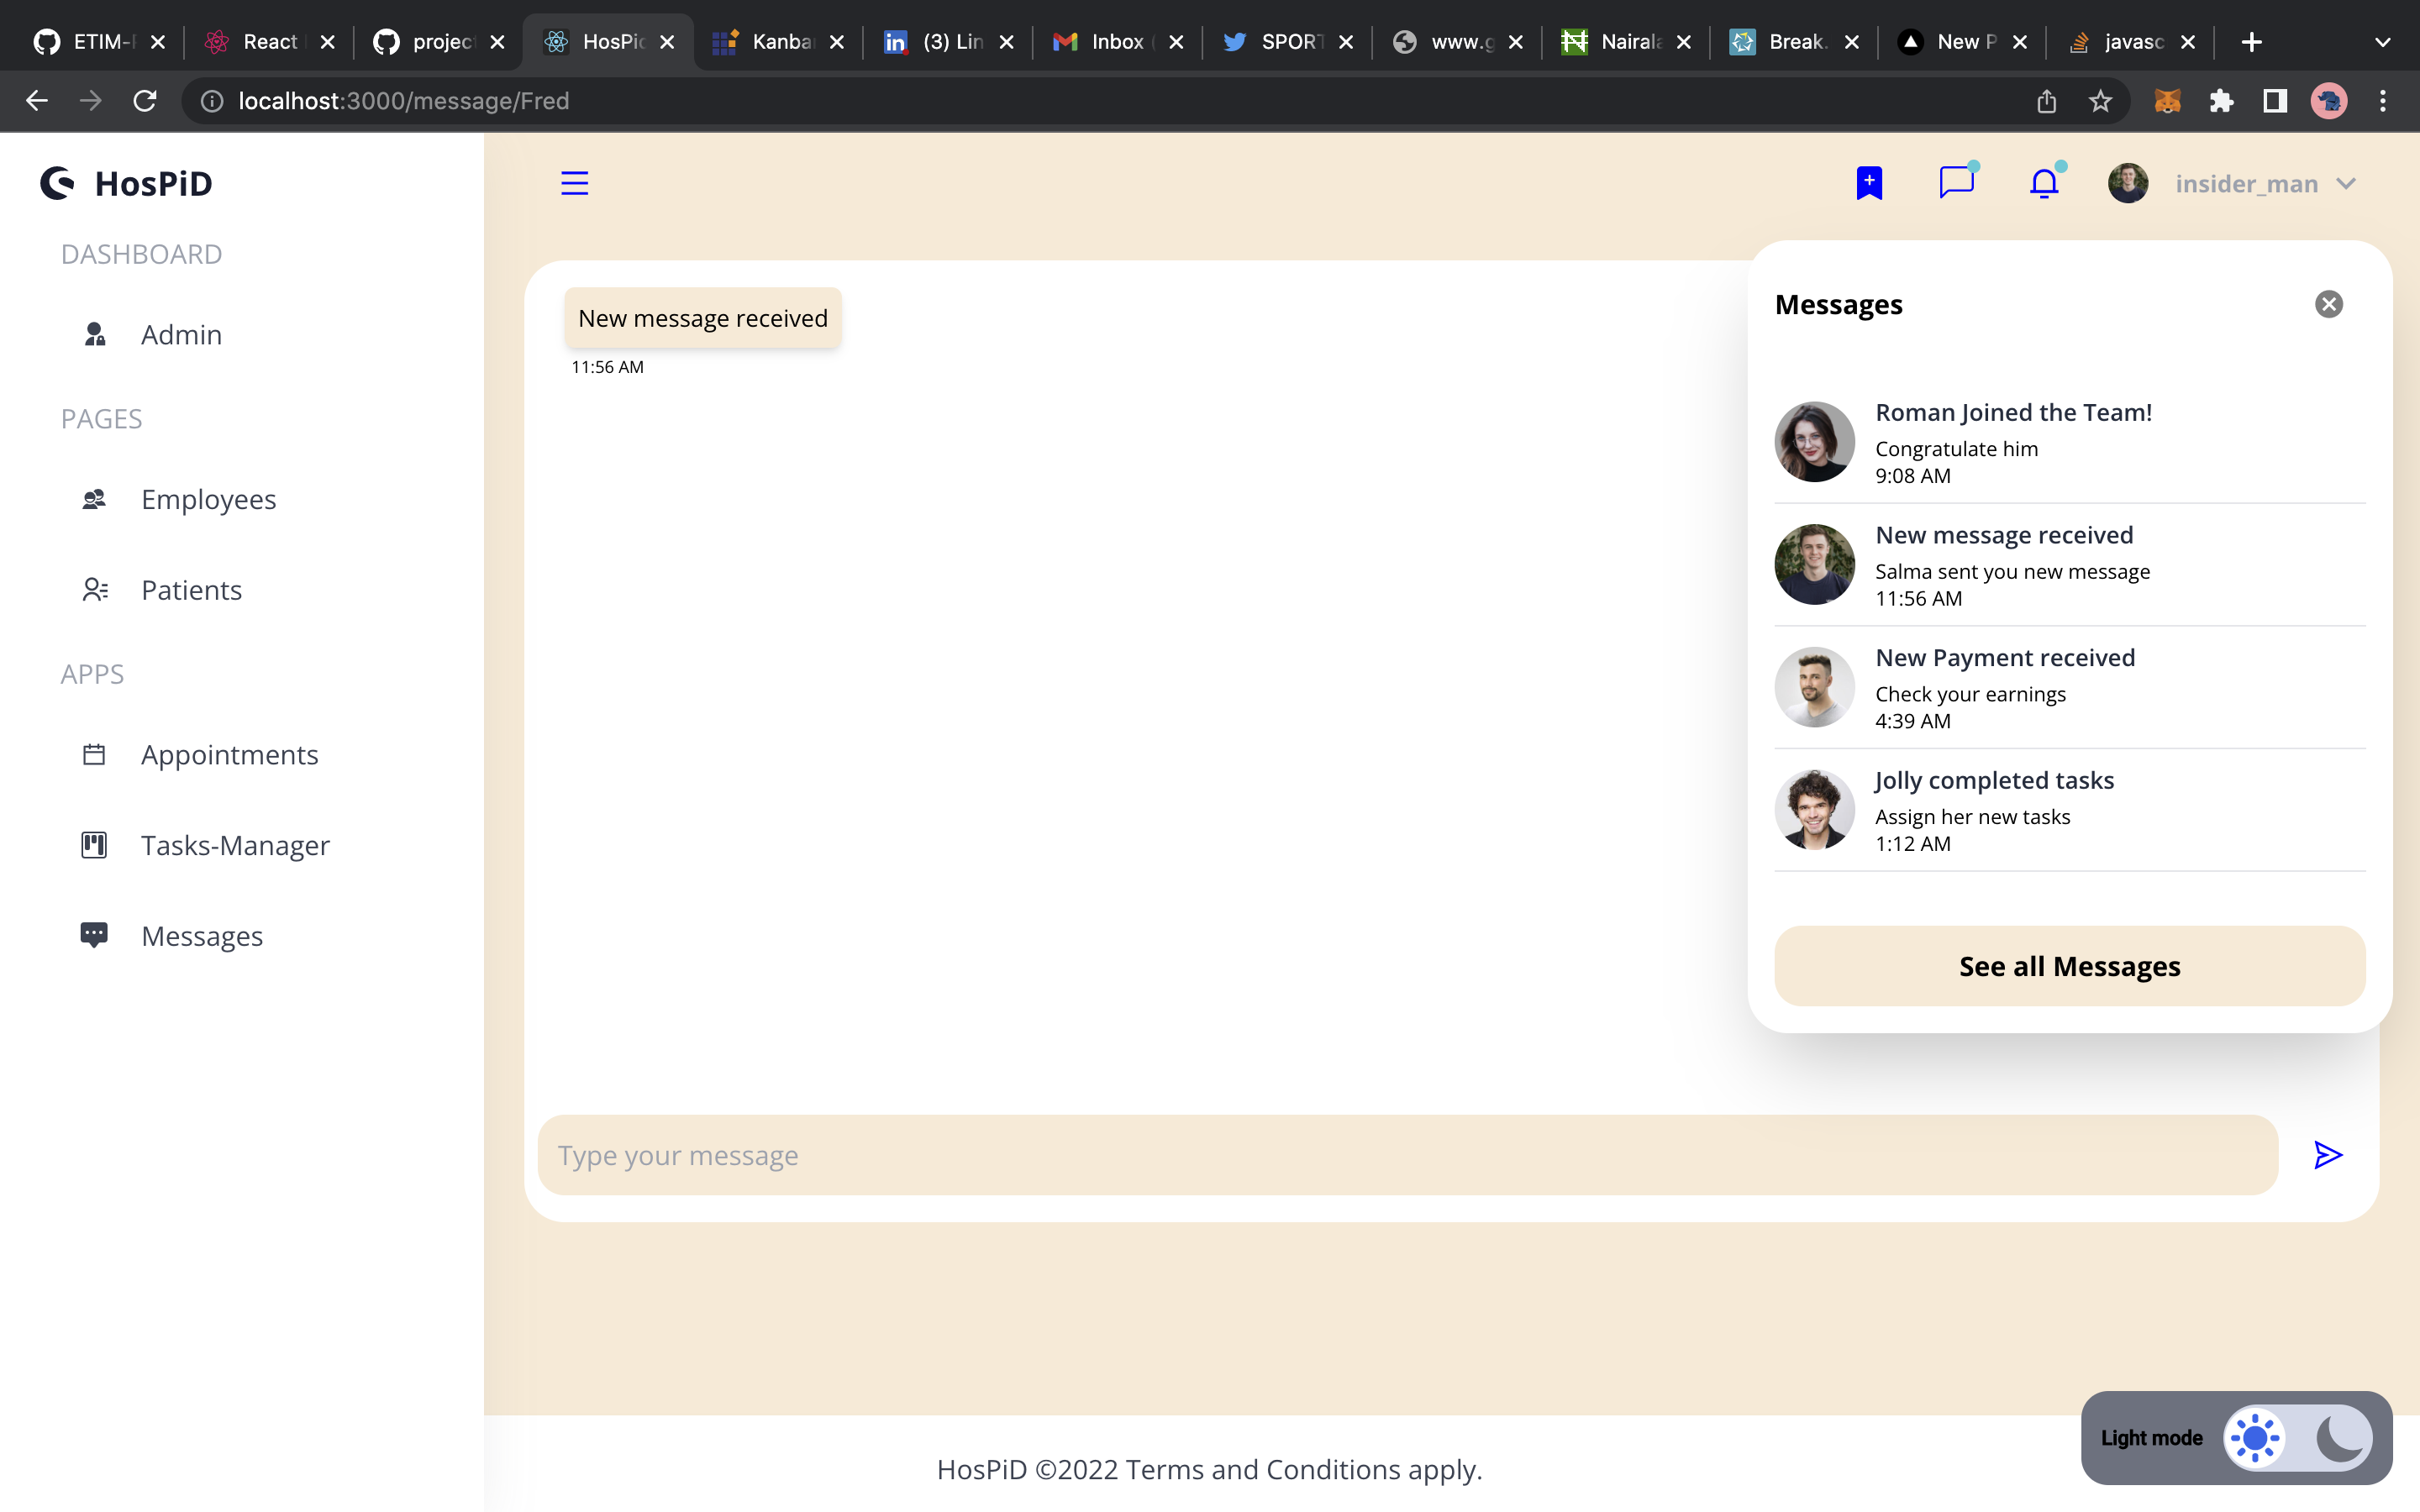 ETIM-
React
projec
HosPic
Kanba
(3) Lin
Inbox (
SPORT
www.g
Nairala
Break.
New P
javasc
localhost:3000/message/Fred
HosPiD
insider_man
DASHBOARD
Admin
PAGES
Employees
Patients
APPS
Appointments
Tasks-Manager
Messages
New message received
11:56 AM
Messages
Roman Joined the Team!
Congratulate him
9:08 AM
New message received
Salma sent you new message
11:56 AM
New Payment received
Check your earnings
4:39 AM
Jolly completed tasks
Assign her new tasks
1:12 AM
See all Messages
Type your message
Light mode
HosPiD ©2022 Terms and Conditions apply.